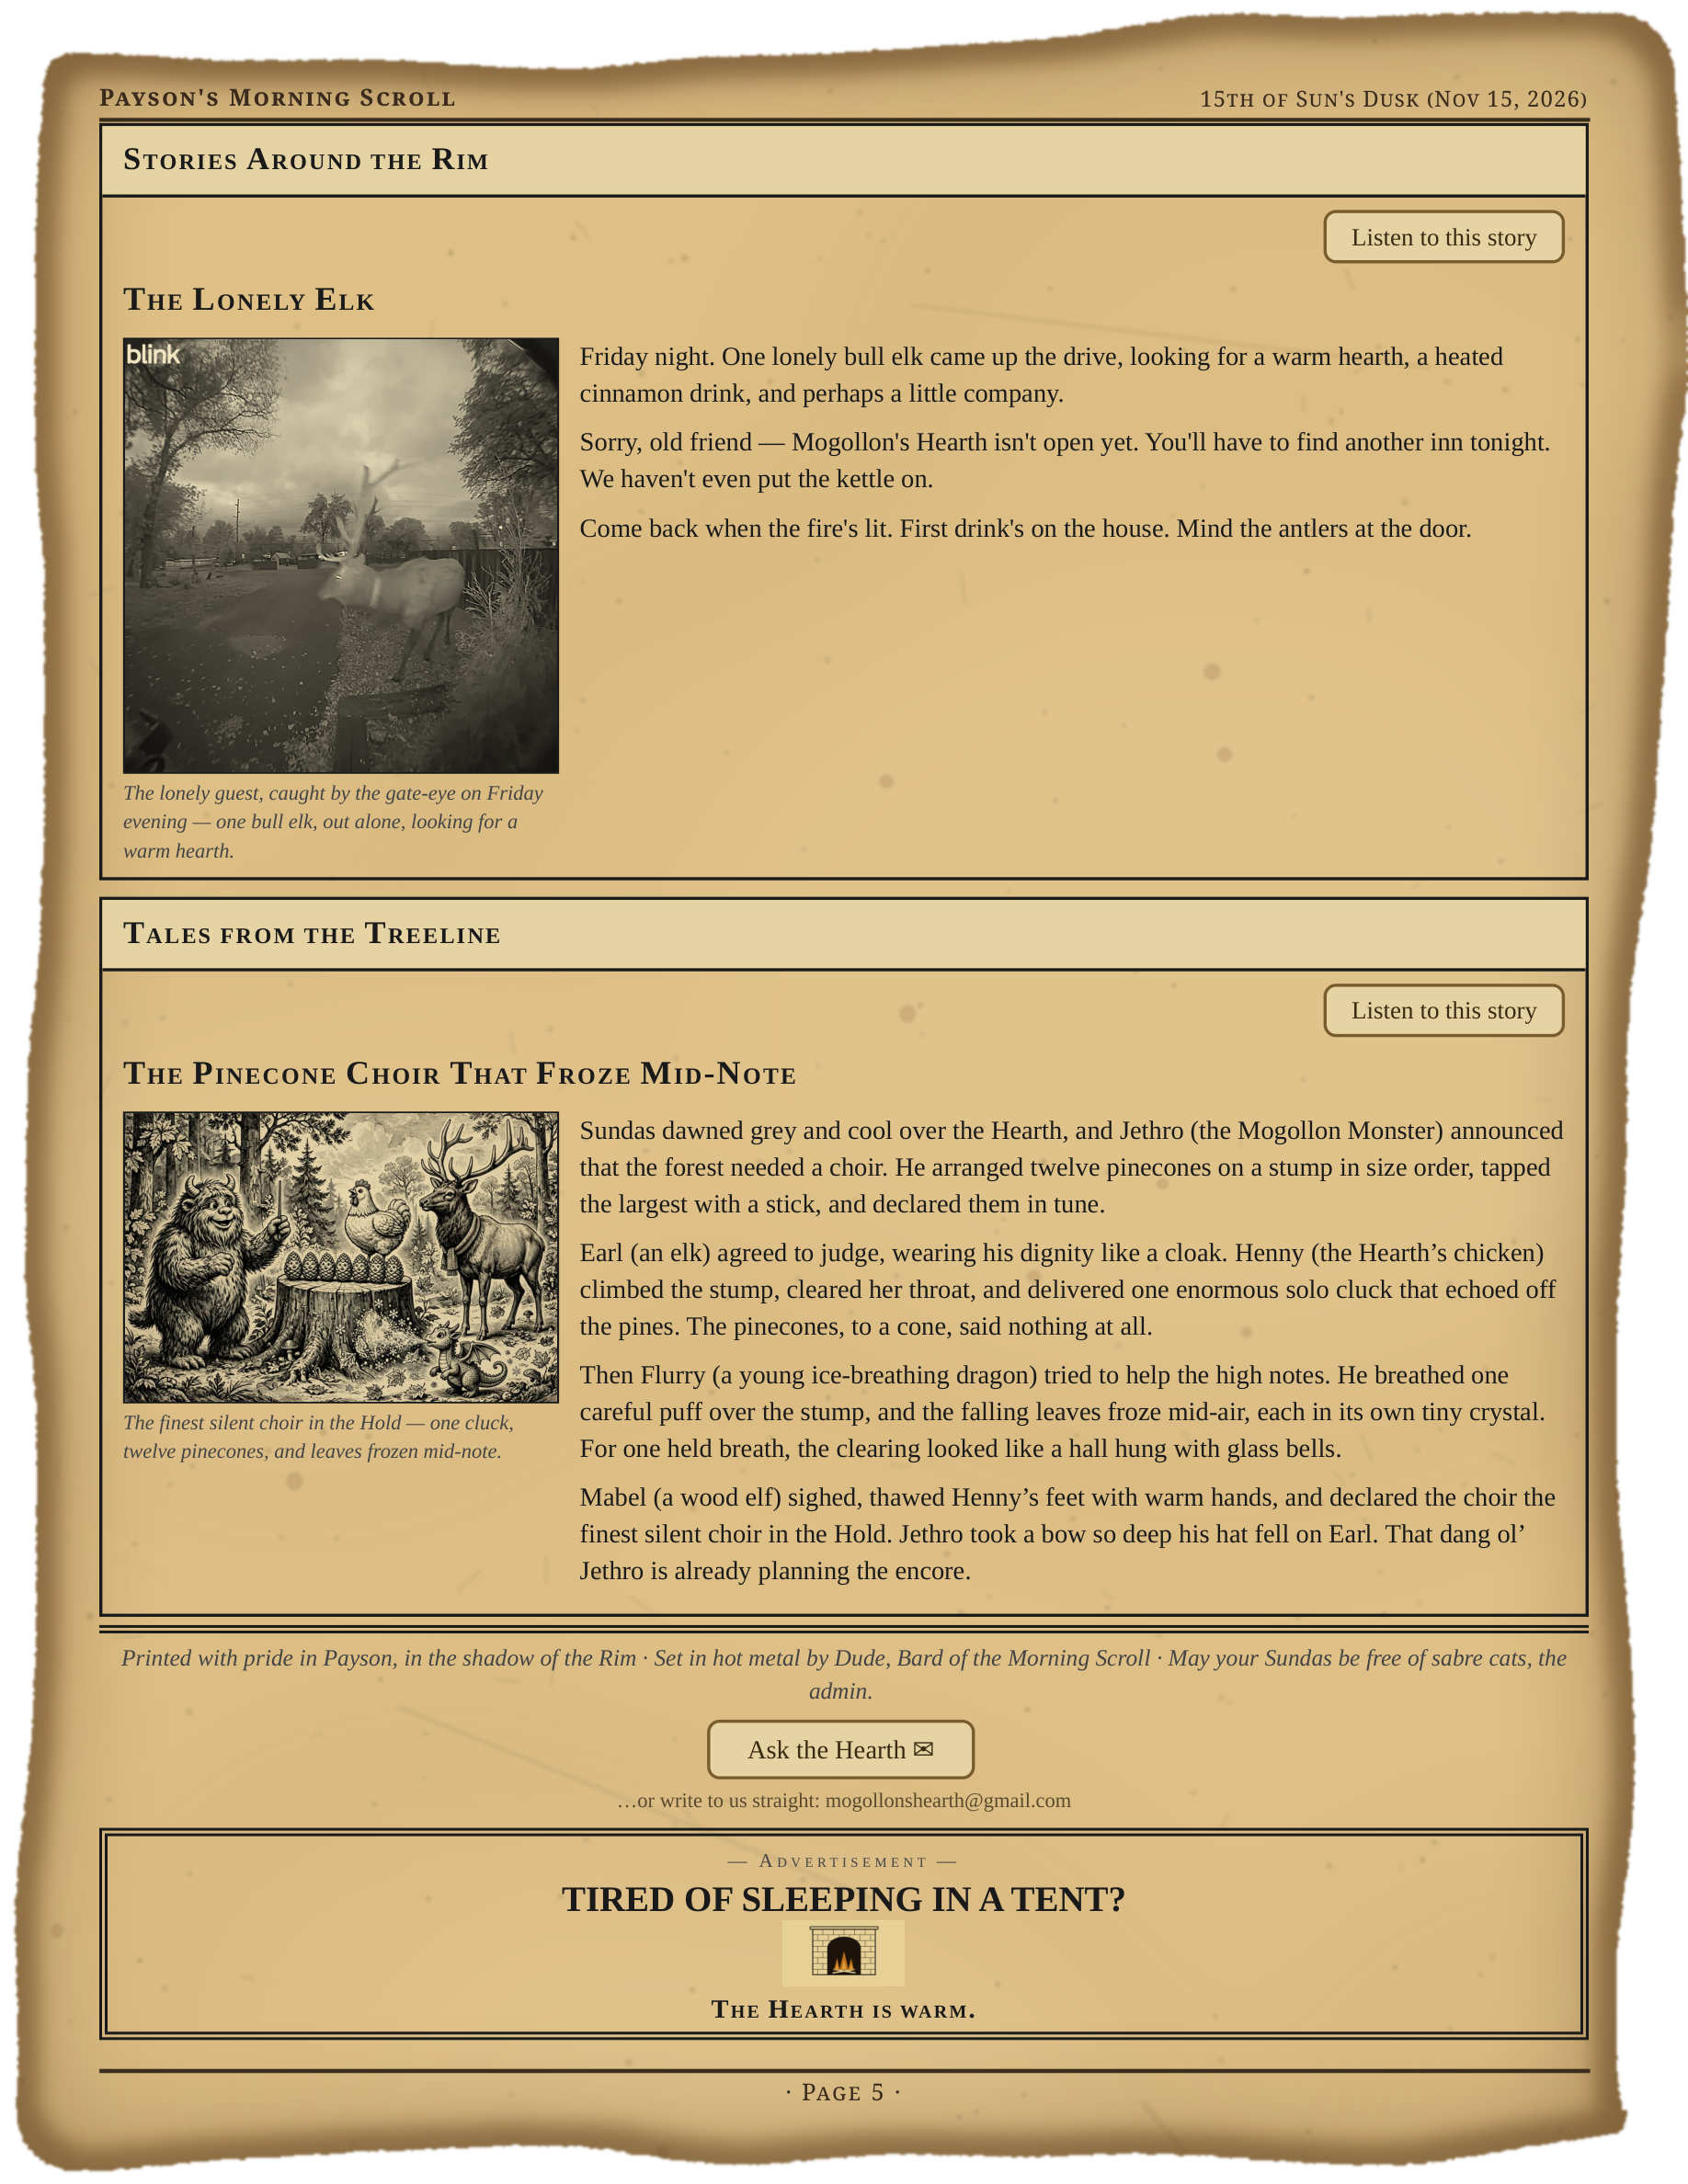 Payson's Morning Scroll
15th of Sun's Dusk (Nov 15, 2026)
Stories Around the Rim
Listen to this story
The Lonely Elk
blink
Friday night. One lonely bull elk came up the drive, looking for a warm hearth, a heated
cinnamon drink, and perhaps a little company.
Sorry, old friend — Mogollon's Hearth isn't open yet. You'll have to find another inn tonight.
We haven't even put the kettle on.
Come back when the fire's lit. First drink's on the house. Mind the antlers at the door.
The lonely guest, caught by the gate-eye on Friday
evening — one bull elk, out alone, looking for a
warm hearth.
Tales from the Treeline
Listen to this story
The Pinecone Choir That Froze Mid-Note
Sundas dawned grey and cool over the Hearth, and Jethro (the Mogollon Monster) announced
that the forest needed a choir. He arranged twelve pinecones on a stump in size order, tapped
the largest with a stick, and declared them in tune.
Earl (an elk) agreed to judge, wearing his dignity like a cloak. Henny (the Hearth’s chicken)
climbed the stump, cleared her throat, and delivered one enormous solo cluck that echoed off
the pines. The pinecones, to a cone, said nothing at all.
Then Flurry (a young ice-breathing dragon) tried to help the high notes. He breathed one
careful puff over the stump, and the falling leaves froze mid-air, each in its own tiny crystal.
For one held breath, the clearing looked like a hall hung with glass bells.
Mabel (a wood elf) sighed, thawed Henny’s feet with warm hands, and declared the choir the
finest silent choir in the Hold. Jethro took a bow so deep his hat fell on Earl. That dang ol’
Jethro is already planning the encore.
The finest silent choir in the Hold — one cluck,
twelve pinecones, and leaves frozen mid-note.
Printed with pride in Payson, in the shadow of the Rim · Set in hot metal by Dude, Bard of the Morning Scroll · May your Sundas be free of sabre cats, the
admin.
Ask the Hearth ✉
…or write to us straight: mogollonshearth@gmail.com
— Advertisement —
TIRED OF SLEEPING IN A TENT?
The Hearth is warm.
· Page 5 ·